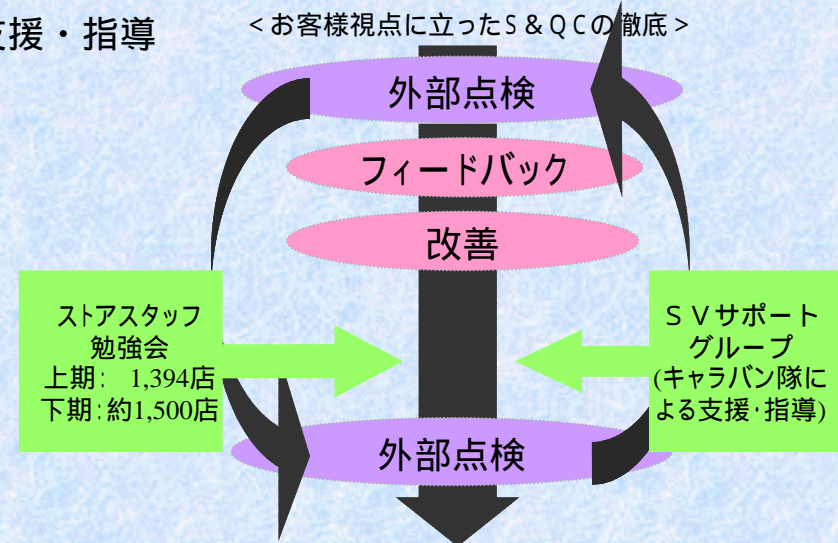 支援・指導
<お客様視点に立ったS&QCの徹底>
外部点検
フィードバック
改善
ストアスタッフ
勉強会
上期: 1,394店
下期:約1,500店
SVサポート
グループ
(キャラバン隊に
よる支援・指導)
外部点検